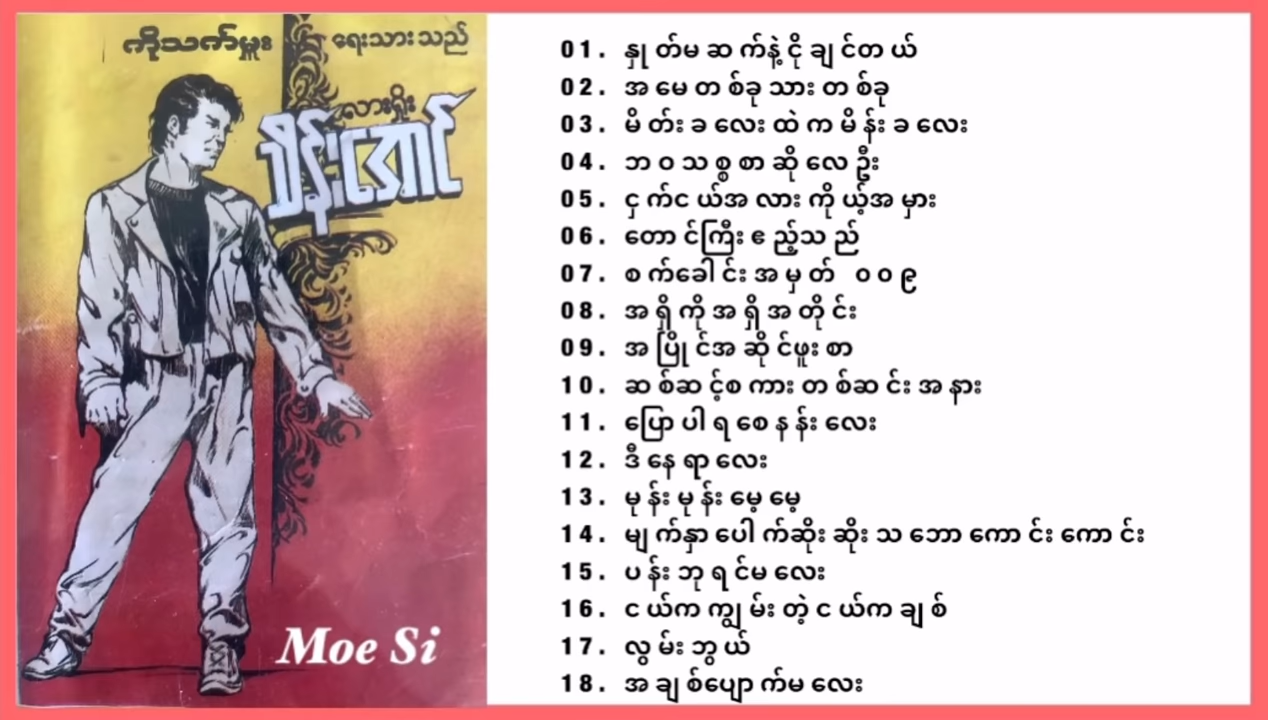 ကိုသက်မှူး ရေးသားသည်
လားရှိုး
သိန်းအောင်
Moe Si
01. နှုတ်မဆက်နဲ့ငိုချင်တယ်
02. အမေတစ်ခုသားတစ်ခု
03. မိတ်းခလေးထဲကမိန်းခလေး
04. ဘဝသစ္စာဆိုလေဦး
05. ငှက်ငယ်အလားကိုယ့်အမှား
06. တောင်ကြီးဧည့်သည်
07. စက်ခေါင်းအမှတ် ၀၀၉
08. အရှိကိုအရှိအတိုင်း
09. အပြိုင်အဆိုင်ဖူးစာ
10. ဆစ်ဆင့်စကားတစ်ဆင်းအနား
11. ပြောပါရစေနန်းလေး
12. ဒီနေရာလေး
13. မုန်းမုန်းမေ့မေ့
14. မျက်နှာပေါက်ဆိုးဆိုးသဘောကောင်းကောင်း
15. ပန်းဘုရင်မလေး
16. ငယ်ကကျွမ်းတဲ့ငယ်ကချစ်
17. လွမ်းဘွယ်
18. အချစ်ပျောက်မလေး